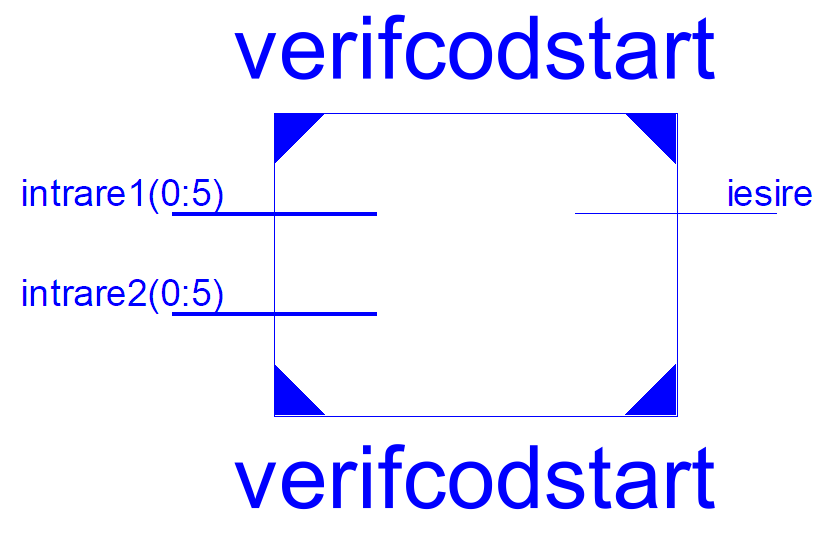 verifcodstart
intrare1(0:5)
iesire
intrare2(0:5)
verifcodstart